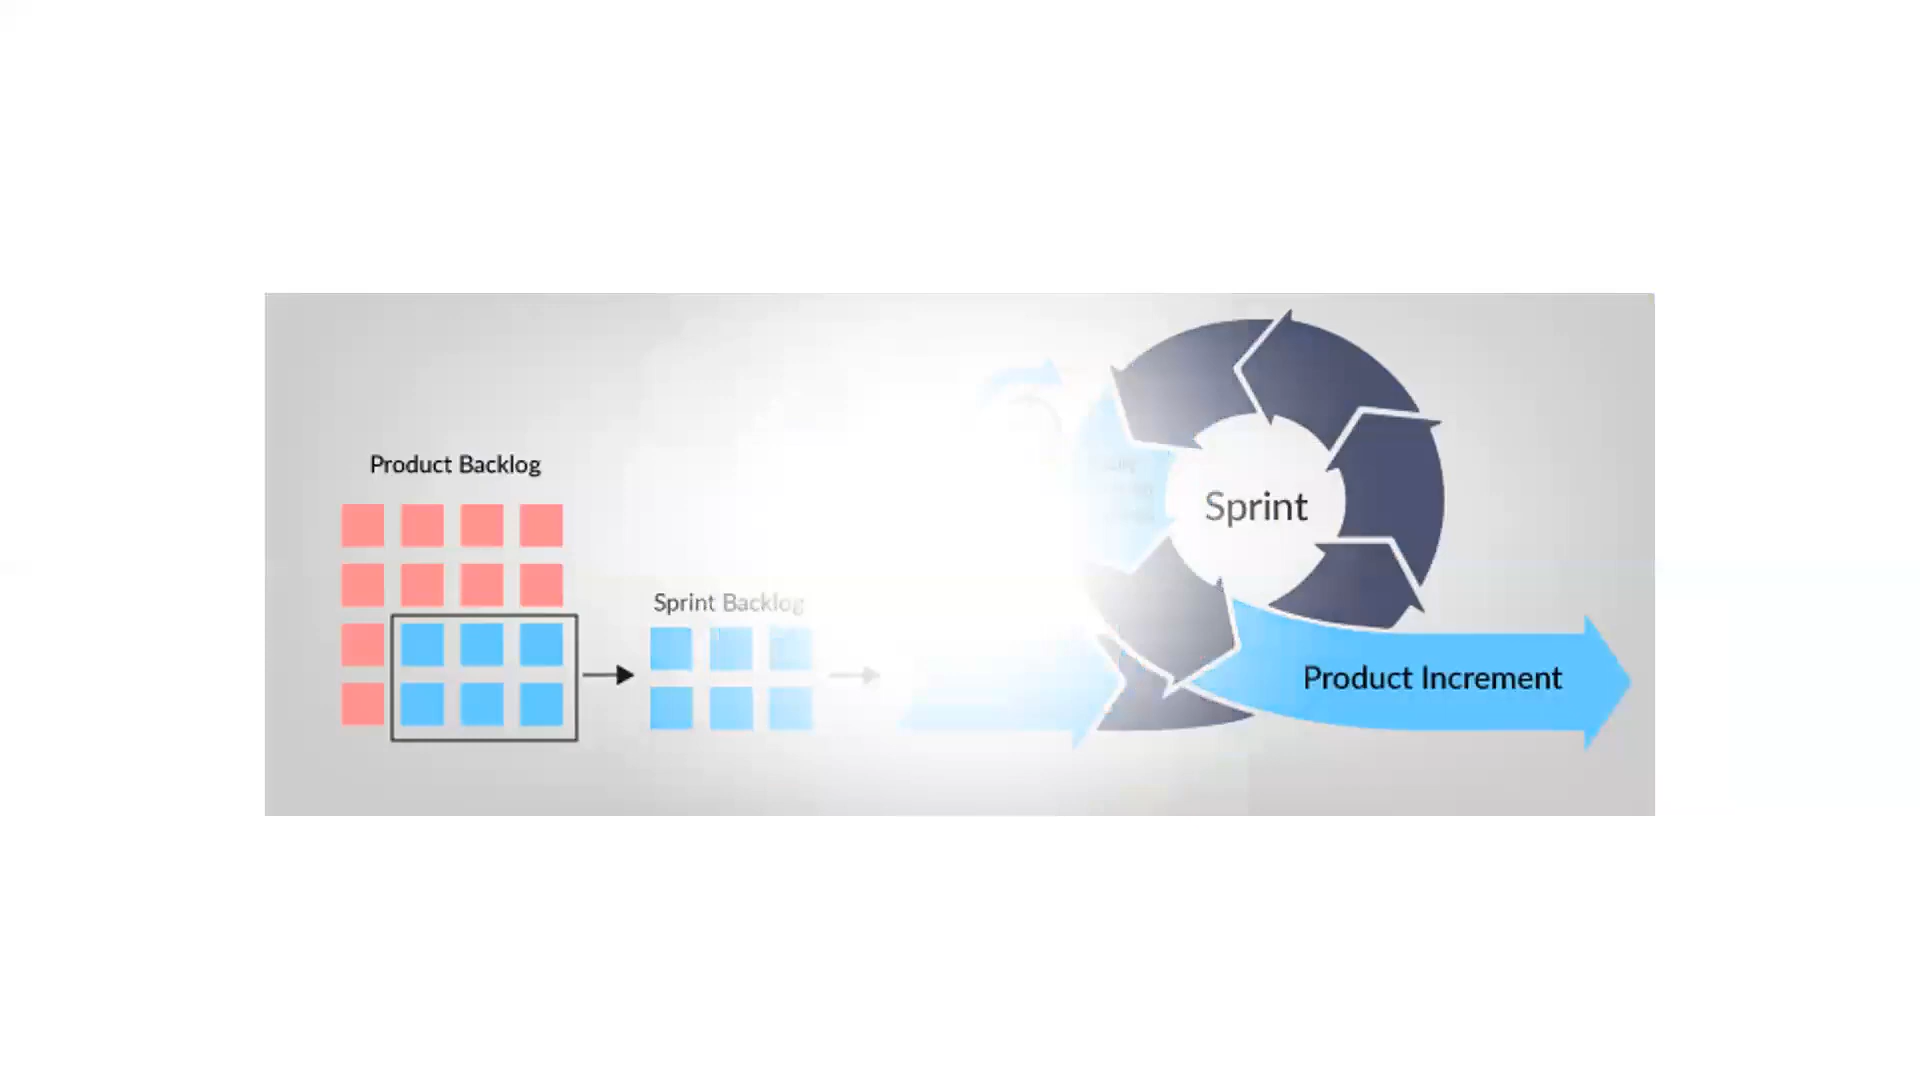 Product Backlog
Sprint Backlog
Sprint
Product Increment